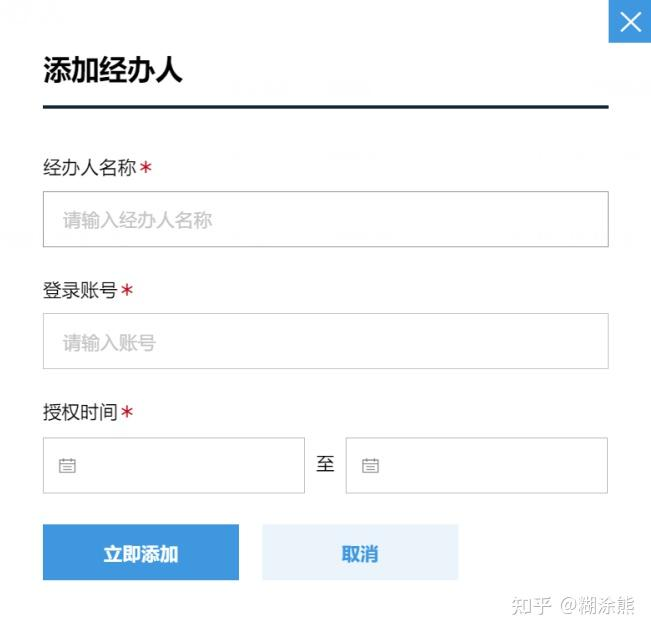 添加经办人
经办人名称*
请输入经办人名称
登录账号*
请输入账号
授权时间*
至
立即添加 取消
知乎 @糊涂熊